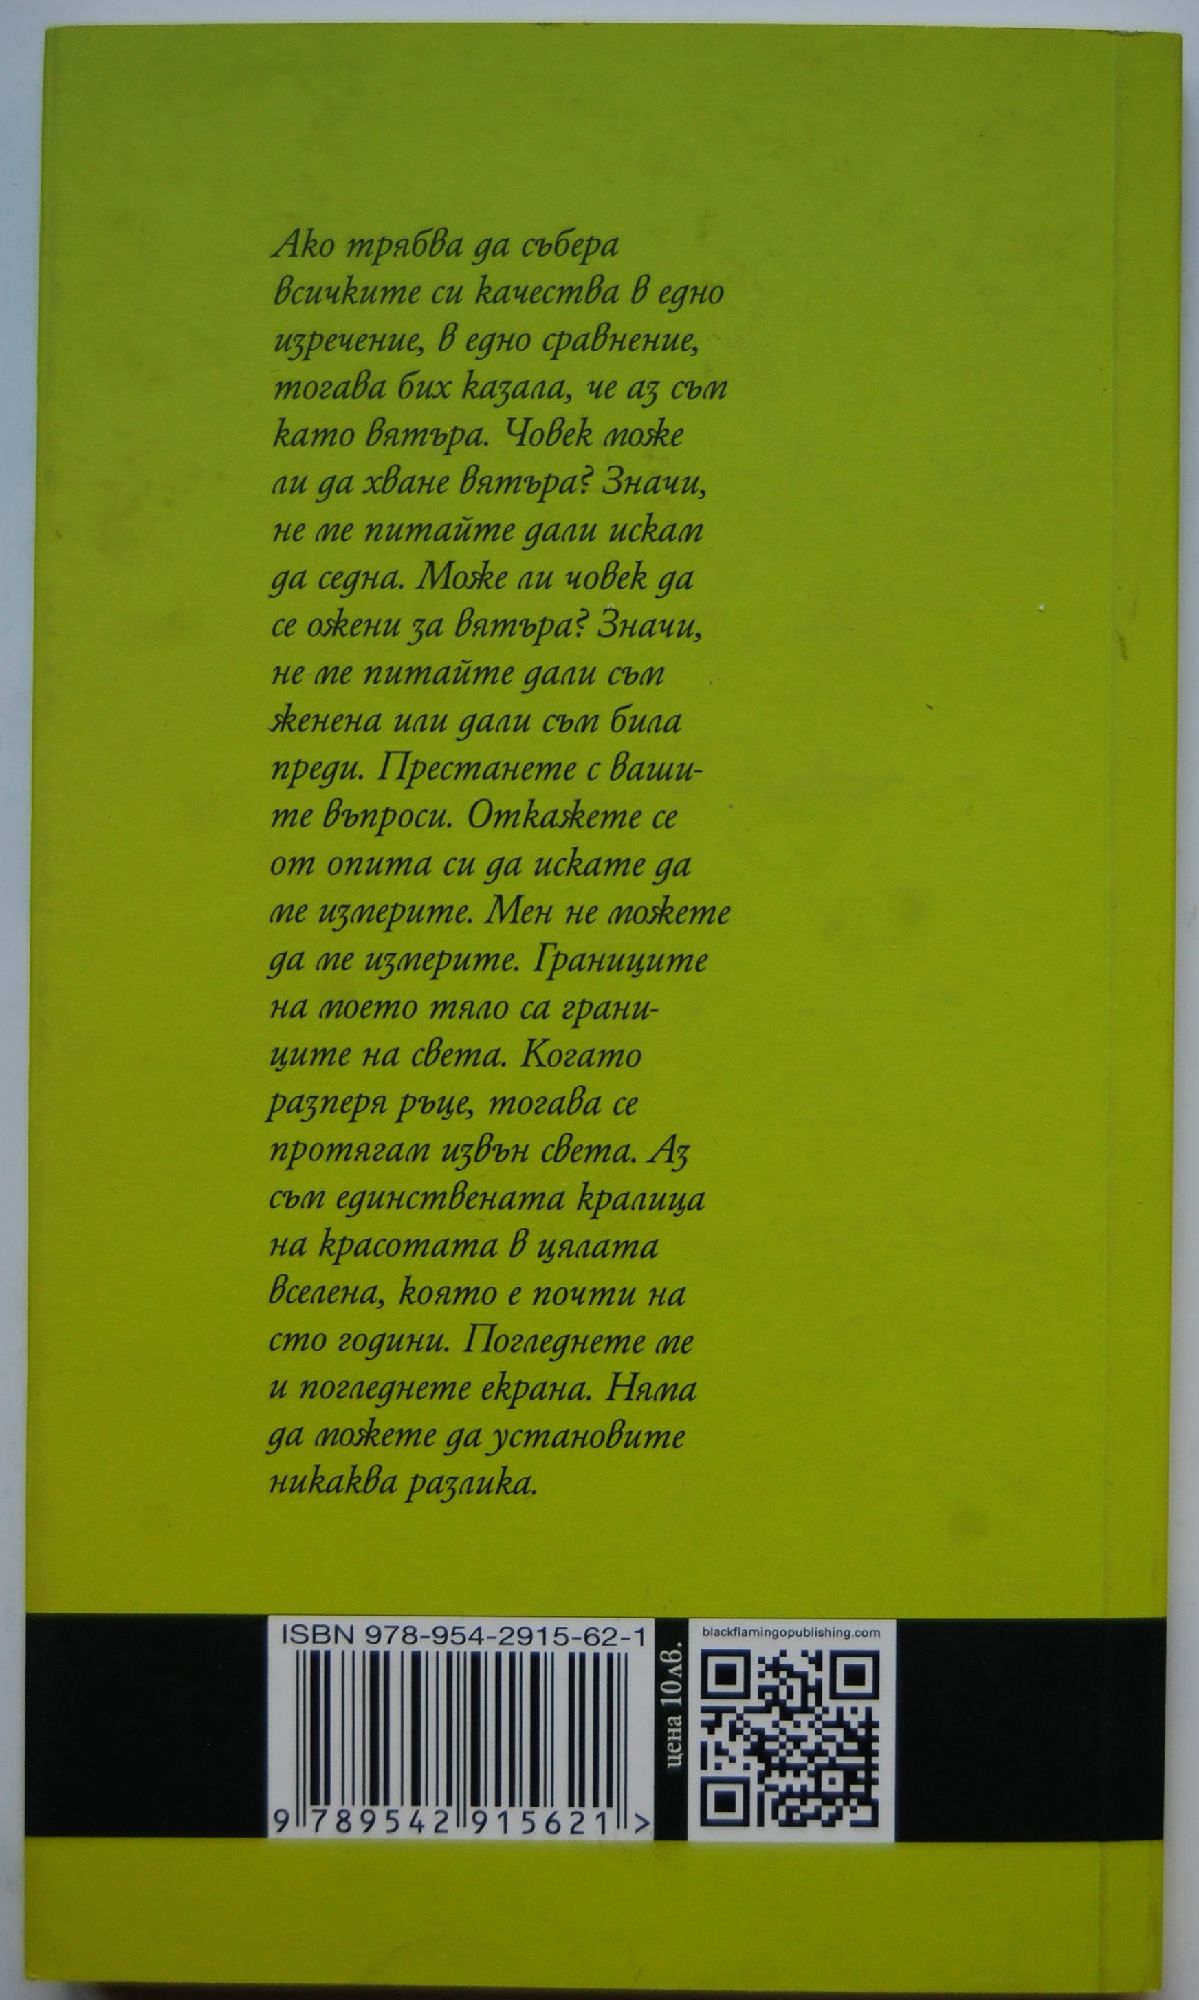 Ако трябва да събера
всичките си качества в едно
изречение, в едно сравнение,
тогава бих казала, че аз съм
като вятъра. Човек може
ли да хване вятъра? Значи,
не ме питайте дали искам
да седна. Може ли човек да
се ожени за вятъра? Значи,
не ме питайте дали съм
женена или дали съм била
преди. Престанете с ваши-
те въпроси. Откажете се
от опита си да искате да
ме измерите. Мен не можете
да ме измерите. Границите
на моето тяло са грани-
ците на света. Когато
разперя ръце, тогава се
протягам извън света. Аз
съм единствената кралица
на красотата в цялата
вселена, която е почти на
сто години. Погледнете ме
и погледнете екрана. Няма
да можете да установите
никаква разлика.
ISBN 978-954-2915-62-1
9 789542 915621 >
цена 10 лв.
blackflamingopublishing.com